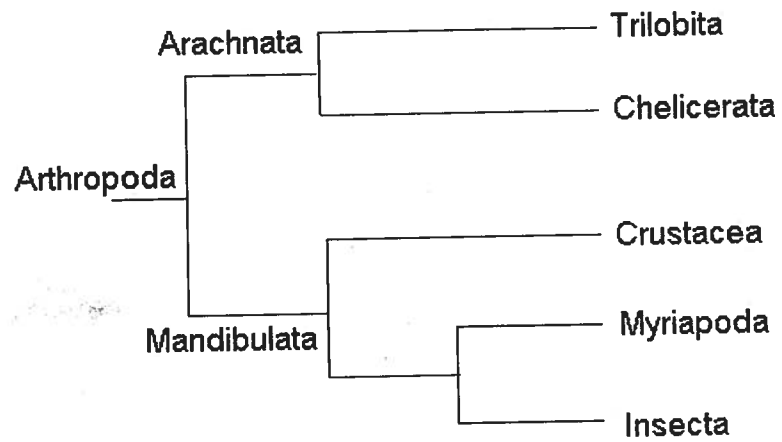 Trilobita
Arachnata
Chelicerata
Arthropoda
Crustacea
Myriapoda
Mandibulata
Insecta